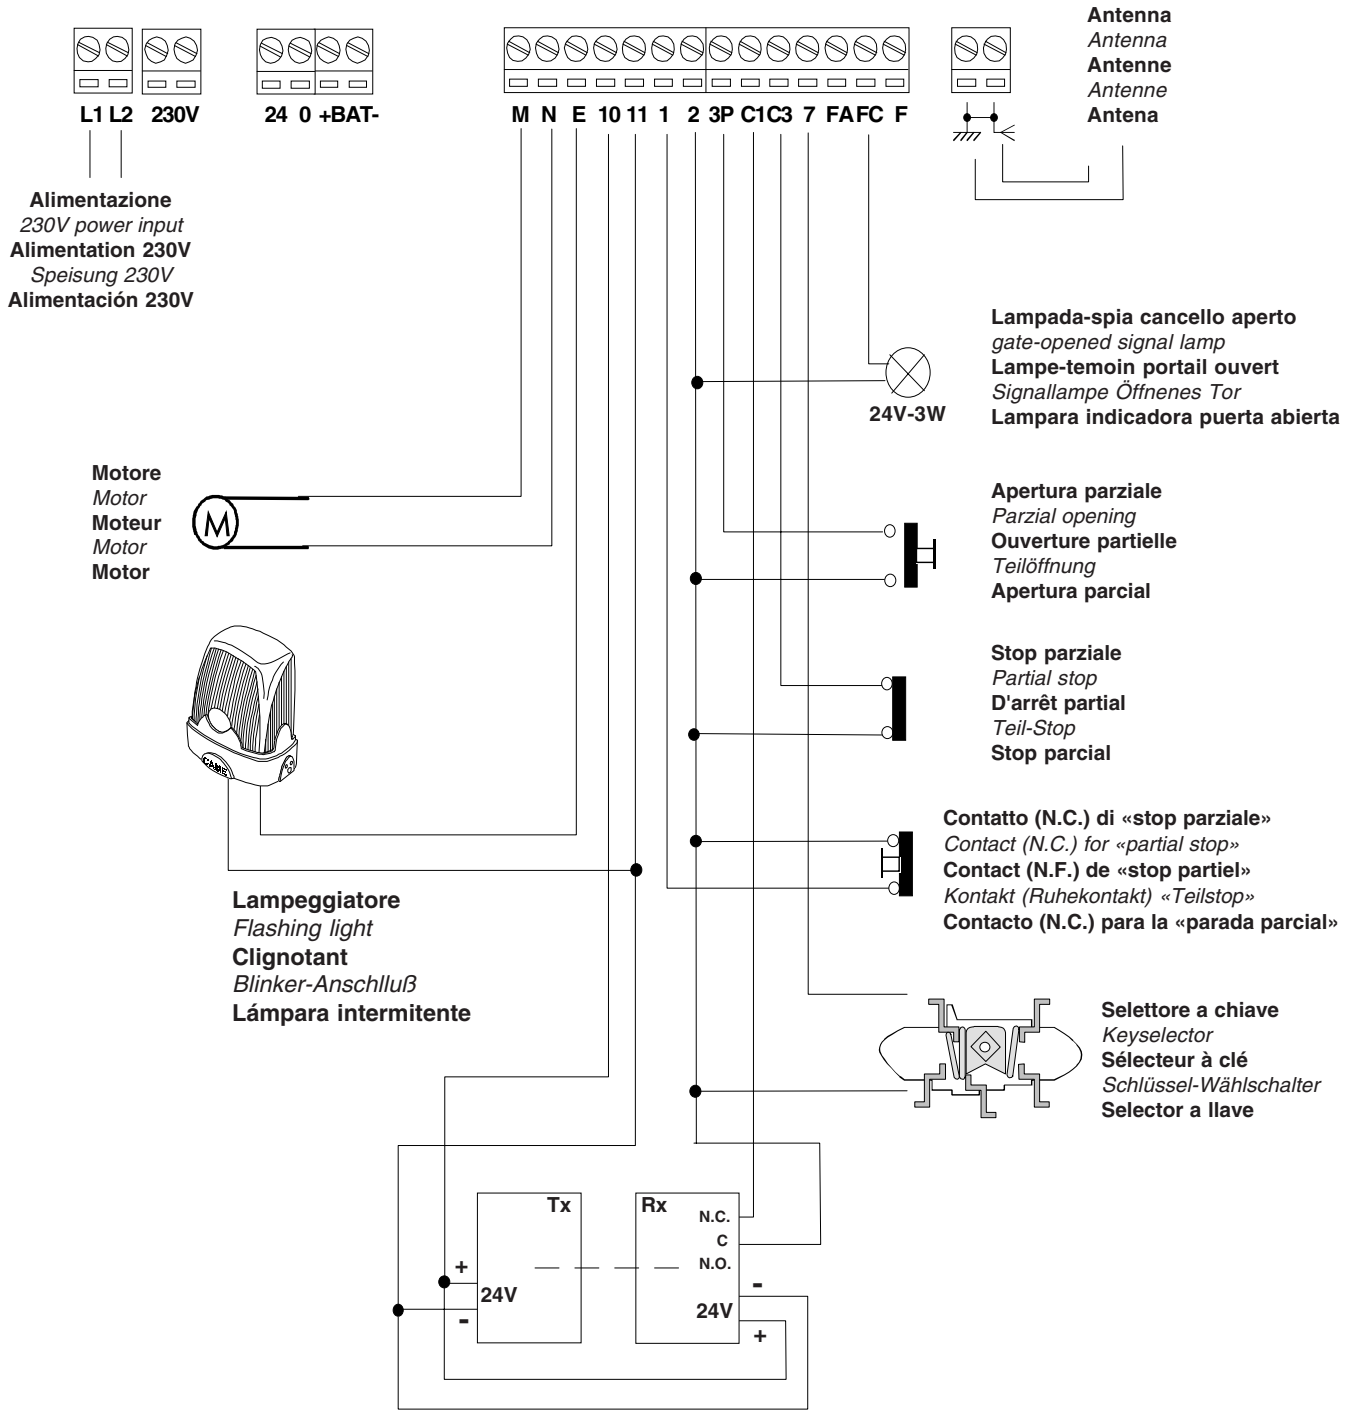 Antenna
Antenna
Antenne
Antenne
Antena
L1 L2 230V 24 0 +BAT- M N E 10 11 1 2 3P C1 C3 7 FA FC F
Alimentazione
230V power input
Alimentation 230V
Speisung 230V
Alimentación 230V
Lampada-spia cancello aperto
gate-opened signal lamp
Lampe-temoin portail ouvert
Signallampe Öffnenes Tor
Lampara indicadora puerta abierta
24V-3W
Motore
Motor
Moteur
Motor
Motor
M
Apertura parziale
Parzial opening
Ouverture partielle
Teilöffnung
Apertura parcial
Stop parziale
Partial stop
D'arrêt partial
Teil-Stop
Stop parcial
CAME
Contatto (N.C.) di «stop parziale»
Contact (N.C.) for «partial stop»
Contact (N.F.) de «stop partiel»
Kontakt (Ruhekontakt) «Teilstop»
Contacto (N.C.) para la «parada parcial»
Lampeggiatore
Flashing light
Clignotant
Blinker-Anschlluß
Lámpara intermitente
Selettore a chiave
Keyselector
Sélecteur à clé
Schlüssel-Wählschalter
Selector a llave
Tx
+
24V
-
Rx
N.C.
C
N.O.
-
24V
+